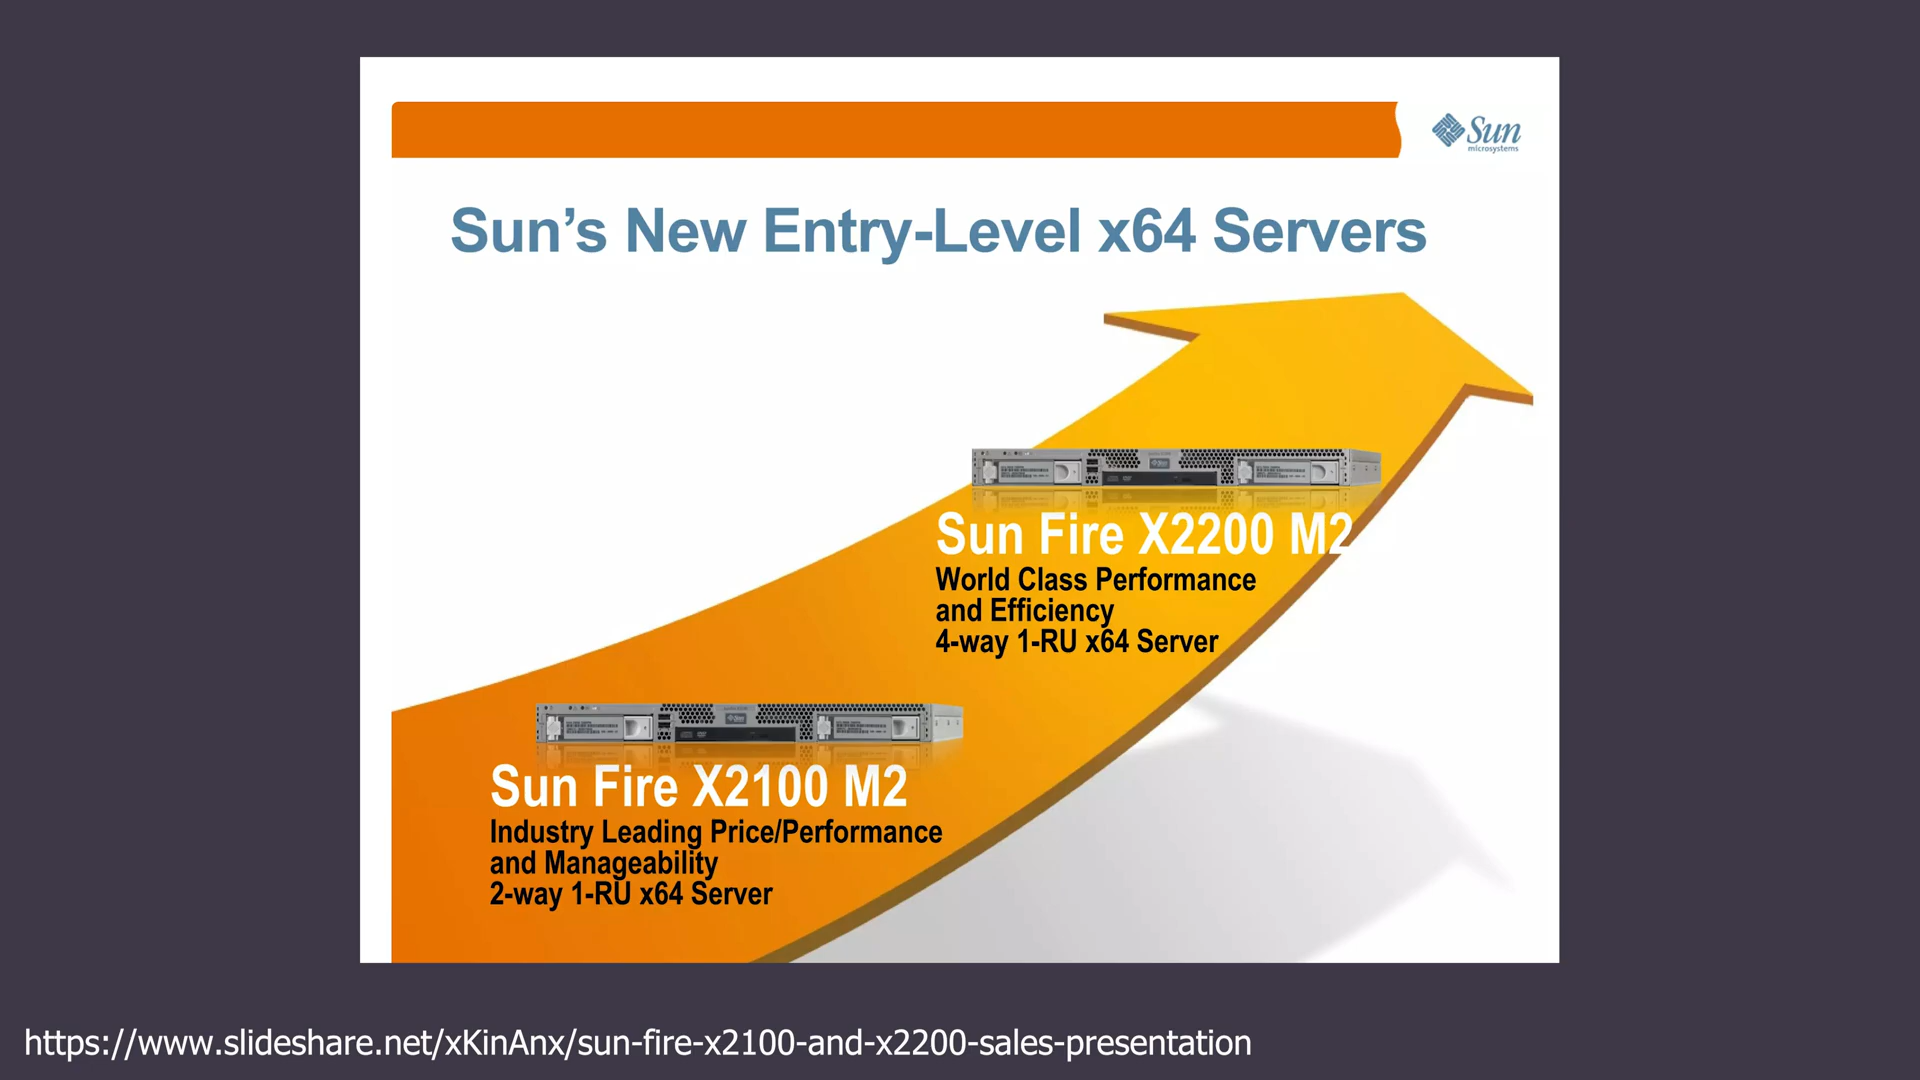 Sun
microsystems
Sun’s New Entry-Level x64 Servers
Sun Fire X2200 M2
World Class Performance
and Efficiency
4-way 1-RU x64 Server
Sun Fire X2100 M2
Industry Leading Price/Performance
and Manageability
2-way 1-RU x64 Server
https://www.slideshare.net/xKinAnx/sun-fire-x2100-and-x2200-sales-presentation